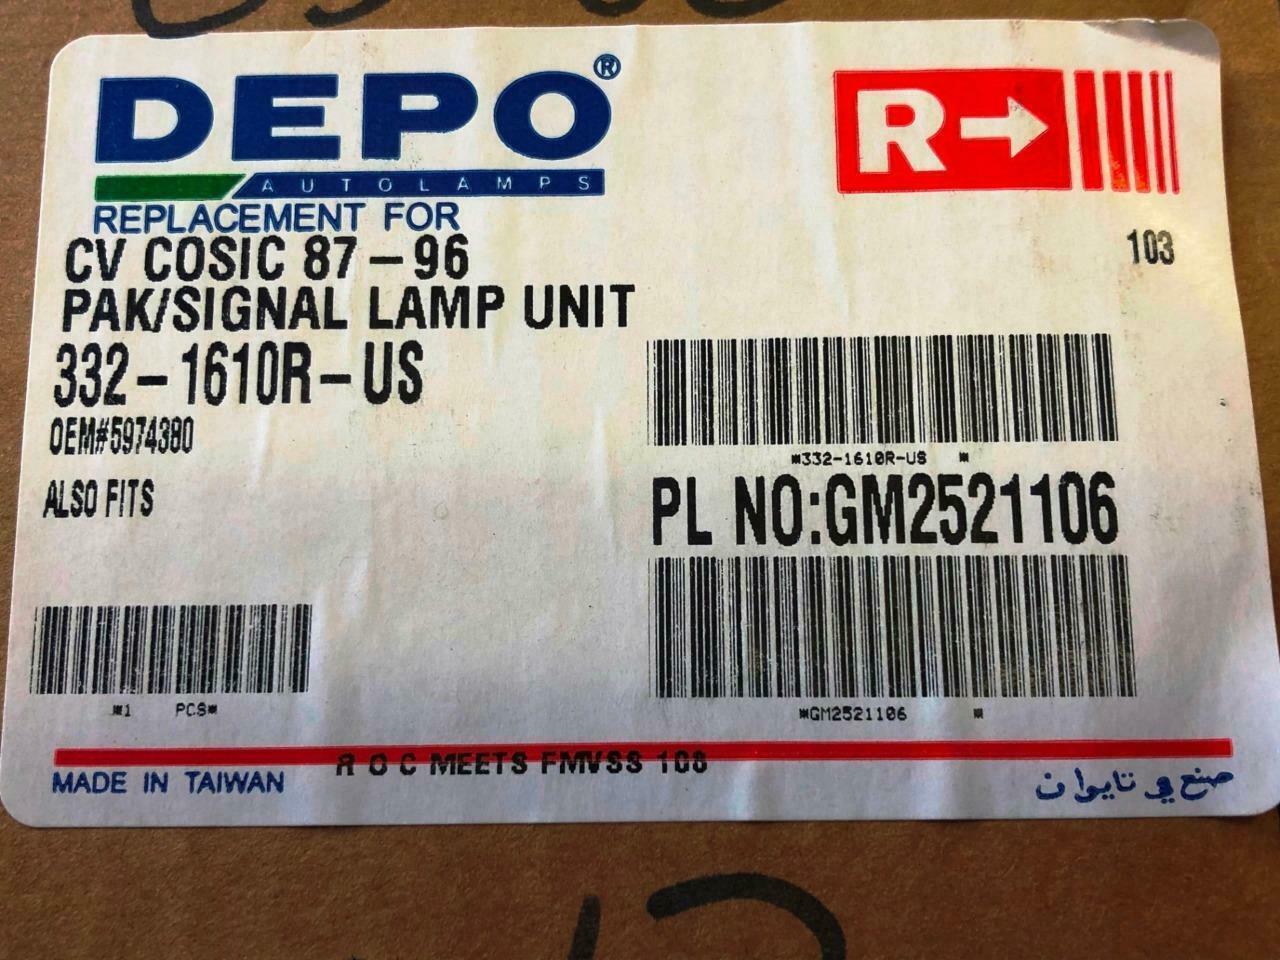 DEPO®
AUTOLAMPS
R→
REPLACEMENT FOR
CV COSIC 87-96
103
PAK/SIGNAL LAMP UNIT
332-1610R-US
OEM#5974380
*332-1610R-US *
ALSO FITS
PL NO:GM2521106
*1 PCS*
*GM2521106 *
R O C MEETS FMVSS 108
MADE IN TAIWAN
صنع في تايوان